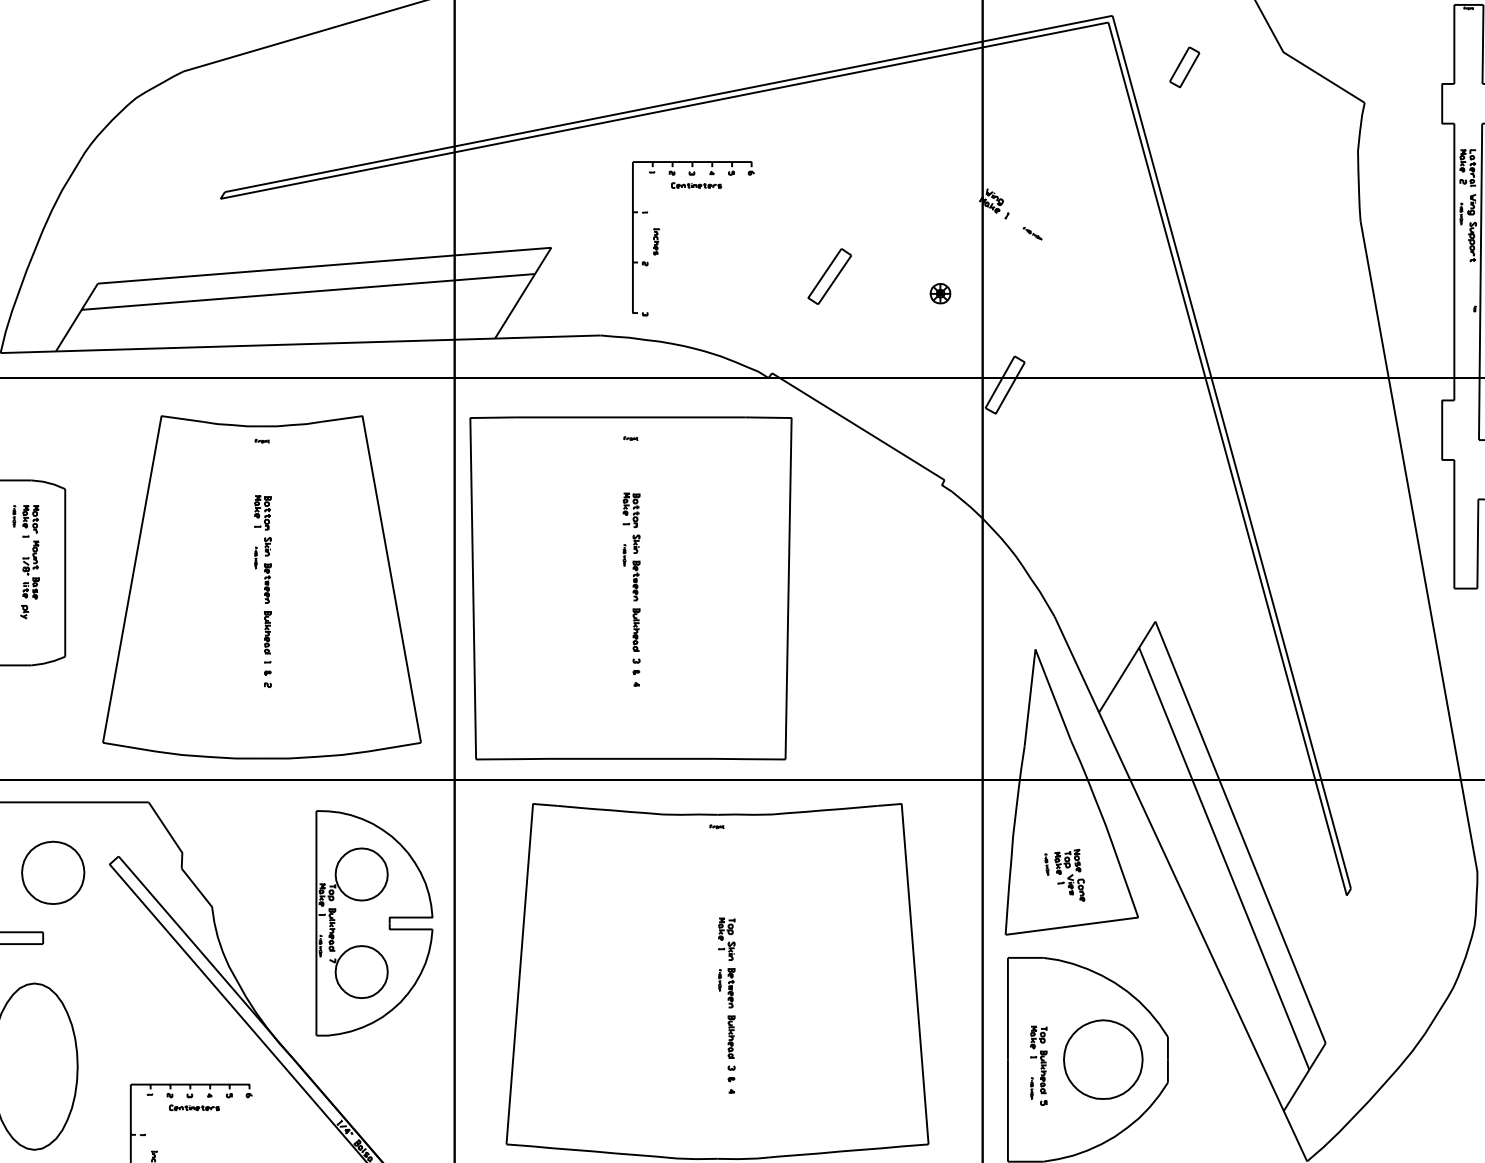 Front
1 2 3 4 5 6
Centimeters
1
2
3
Inches
Wing
Make 1
Lateral Wing Support
Make 2
Front
Front
Motor Mount Base
Make 1 1/8" lite ply
Bottom Skin Between Bulkhead 1 & 2
Make 1
Bottom Skin Between Bulkhead 3 & 4
Make 1
Front
Top Bulkhead 7
Make 1
Top Skin Between Bulkhead 3 & 4
Make 1
Nose Cone
Top View
Make 1
Top Bulkhead 5
Make 1
1 2 3 4 5 6
Centimeters
1
Inc
1/4" Balsa